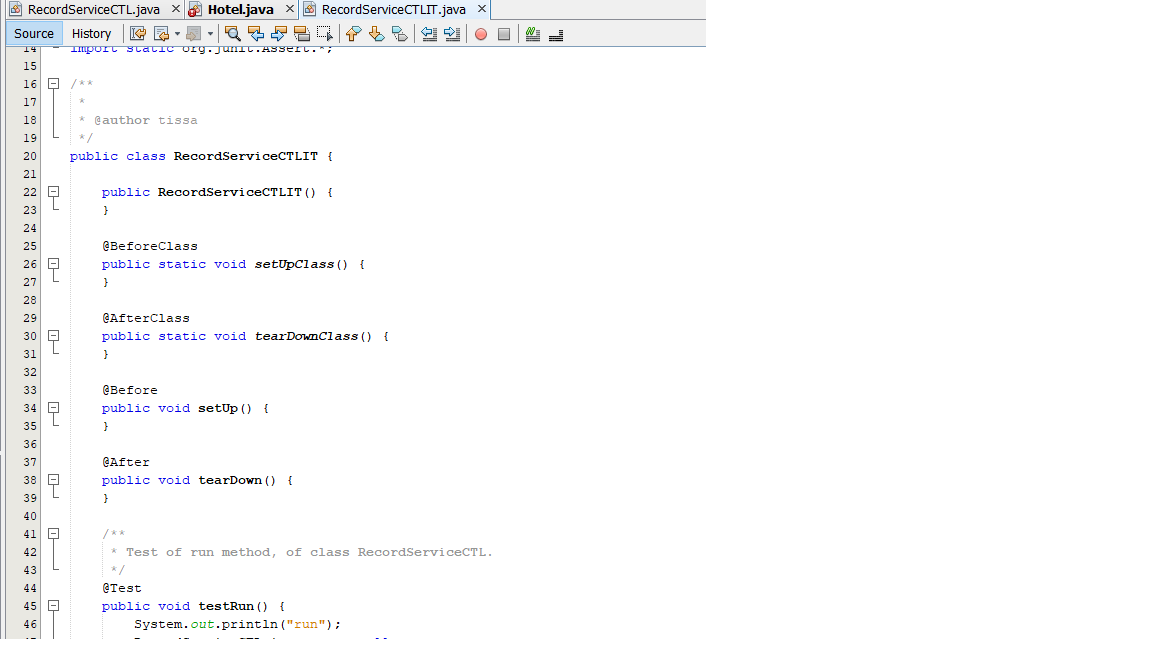 RecordServiceCTL.java Hotel.java RecordServiceCTLIT.java
Source History
14 import static org.junit.Assert.*;
15
16 /**
17 *
18 * @author tissa
19 */
20 public class RecordServiceCTLIT {
21
22 public RecordServiceCTLIT() {
23 }
24
25 @BeforeClass
26 public static void setUpClass() {
27 }
28
29 @AfterClass
30 public static void tearDownClass() {
31 }
32
33 @Before
34 public void setUp() {
35 }
36
37 @After
38 public void tearDown() {
39 }
40
41 /**
42 * Test of run method, of class RecordServiceCTL.
43 */
44 @Test
45 public void testRun() {
46 System.out.println("run");